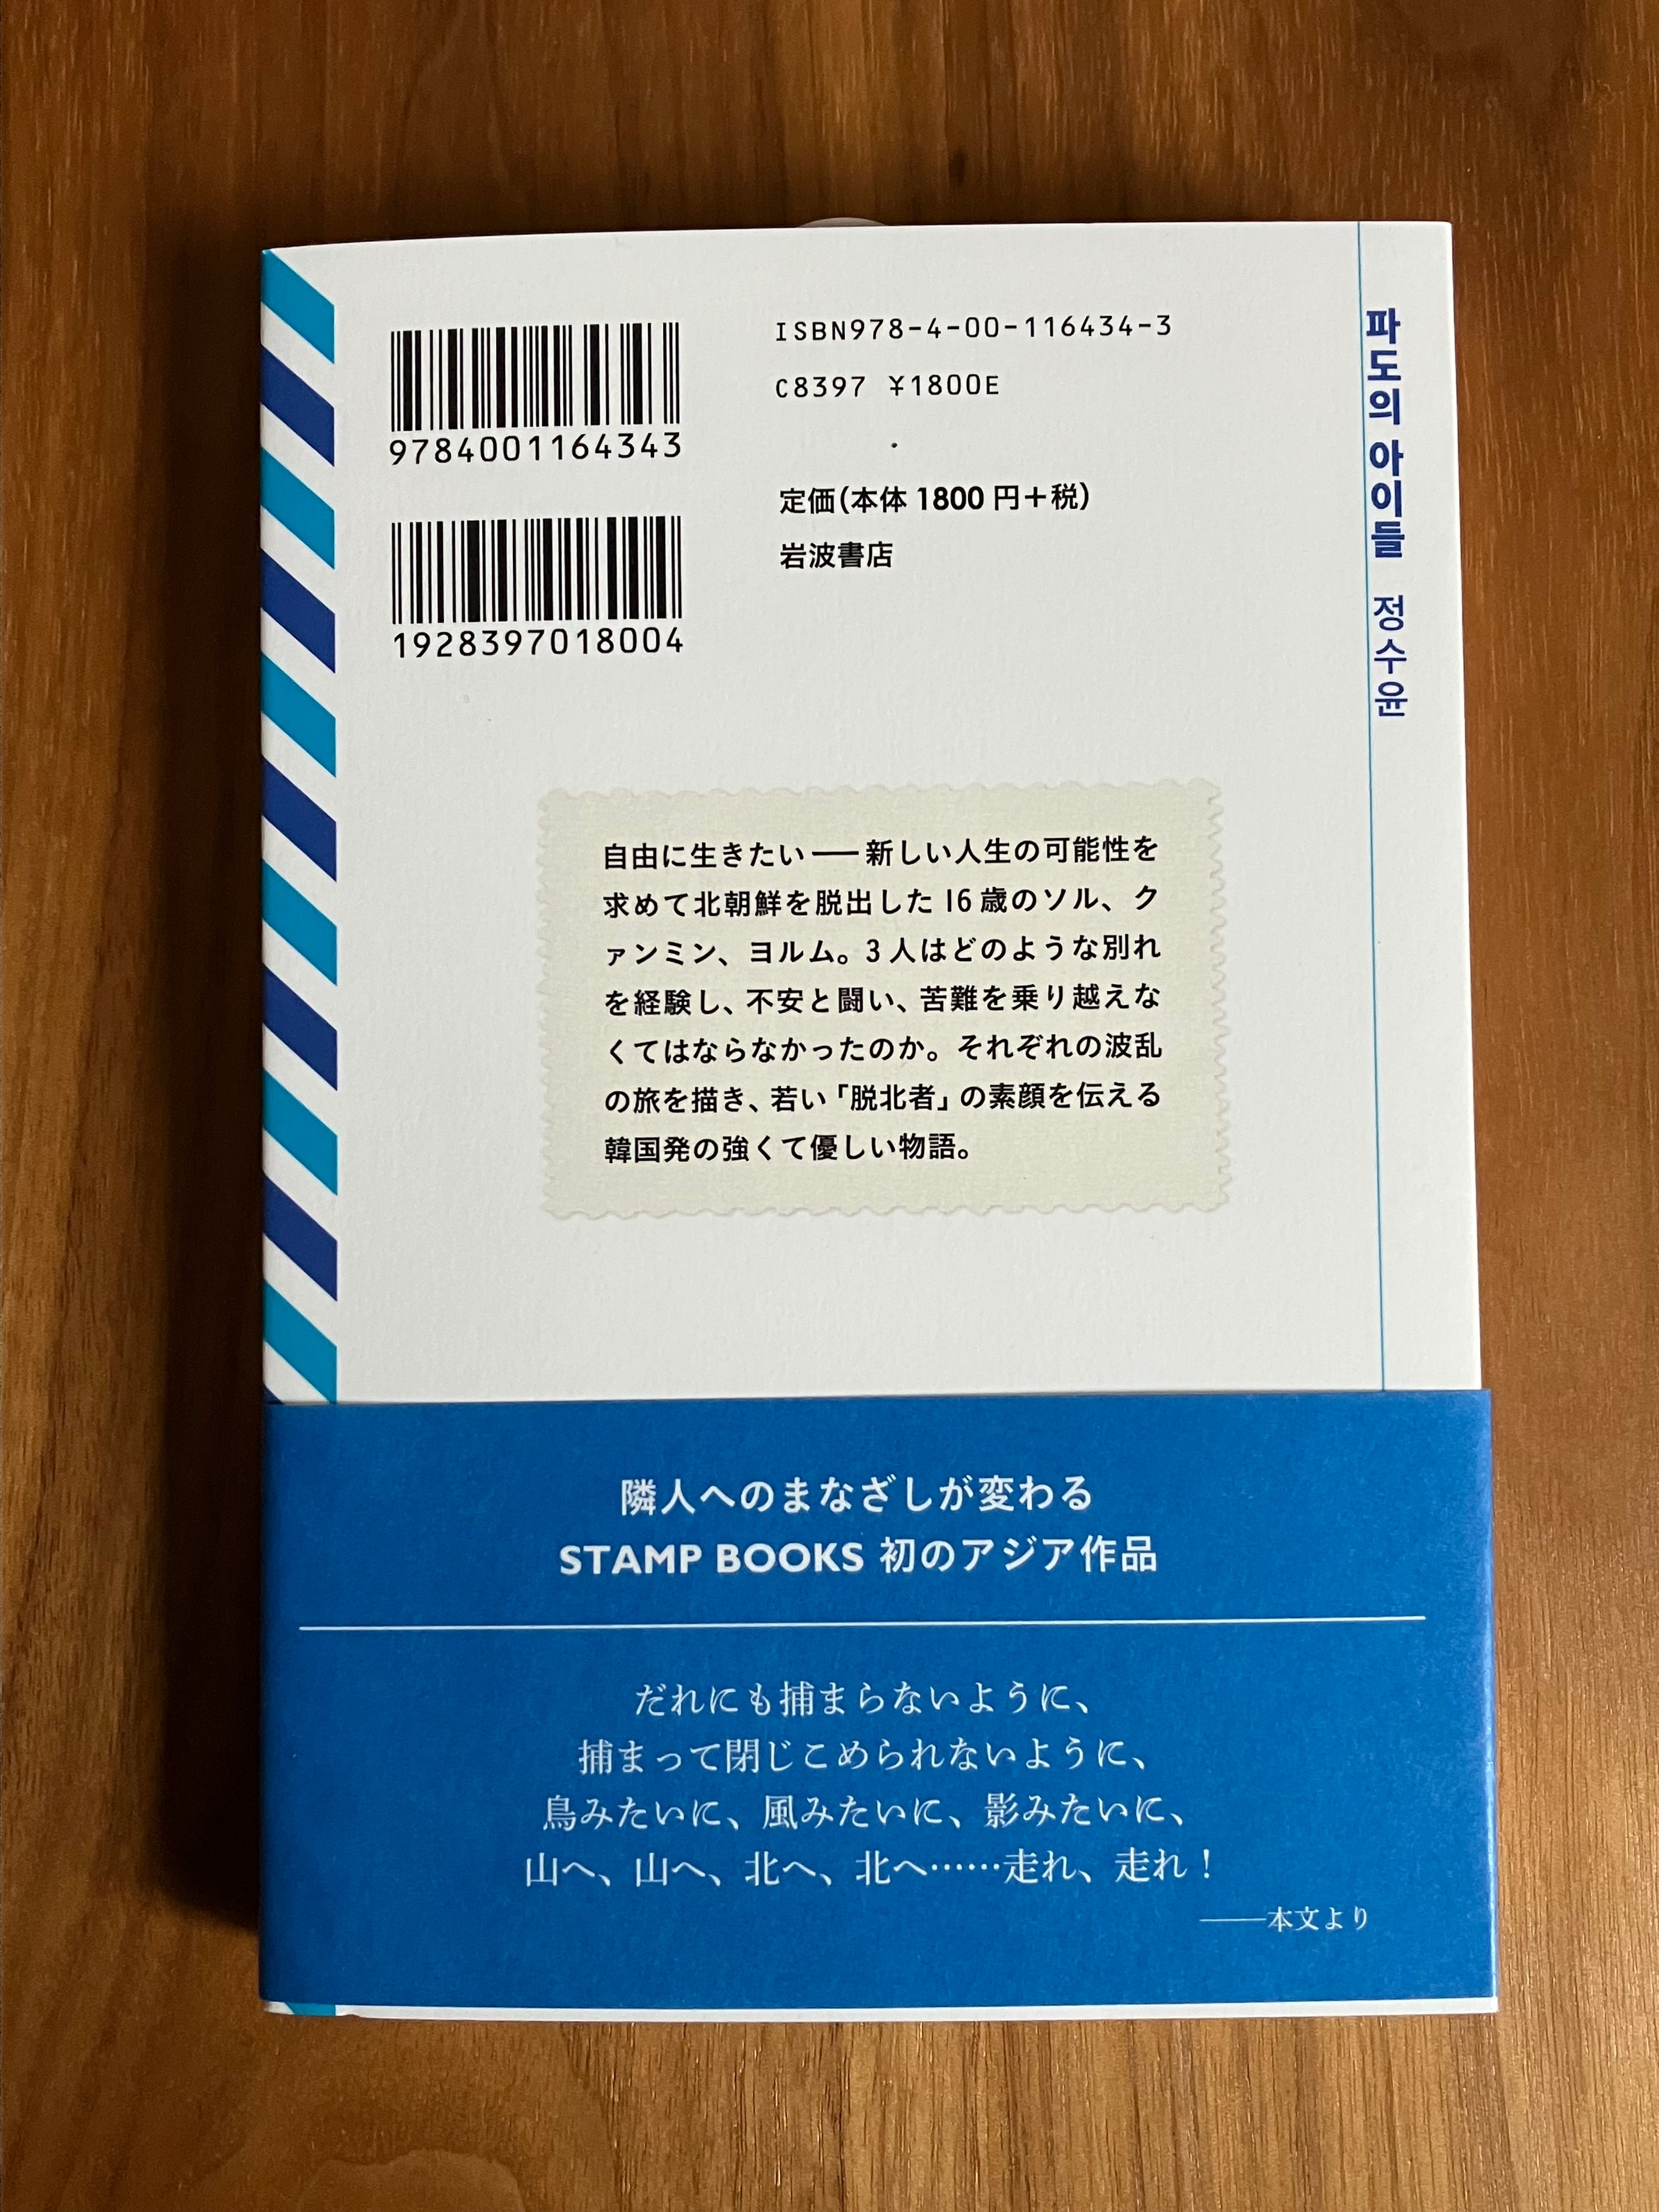 9784001164343
1928397018004
ISBN978-4-00-116434-3
C8397 ¥1800E
定価(本体 1800 円+税)
岩波書店
파도의 아이들 정수윤
自由に生きたい――新しい人生の可能性を
求めて北朝鮮を脱出した 16 歳のソル、ク
ァンミン、ヨルム。3 人はどのような別れ
を経験し、不安と闘い、苦難を乗り越えな
くてはならなかったのか。それぞれの波乱
の旅を描き、若い「脱北者」の素顔を伝える
韓国発の強くて優しい物語。
隣人へのまなざしが変わる
STAMP BOOKS 初のアジア作品
だれにも捕まらないように、
捕まって閉じこめられないように、
鳥みたいに、風みたいに、影みたいに、
山へ、山へ、北へ、北へ……走れ、走れ！
――本文より